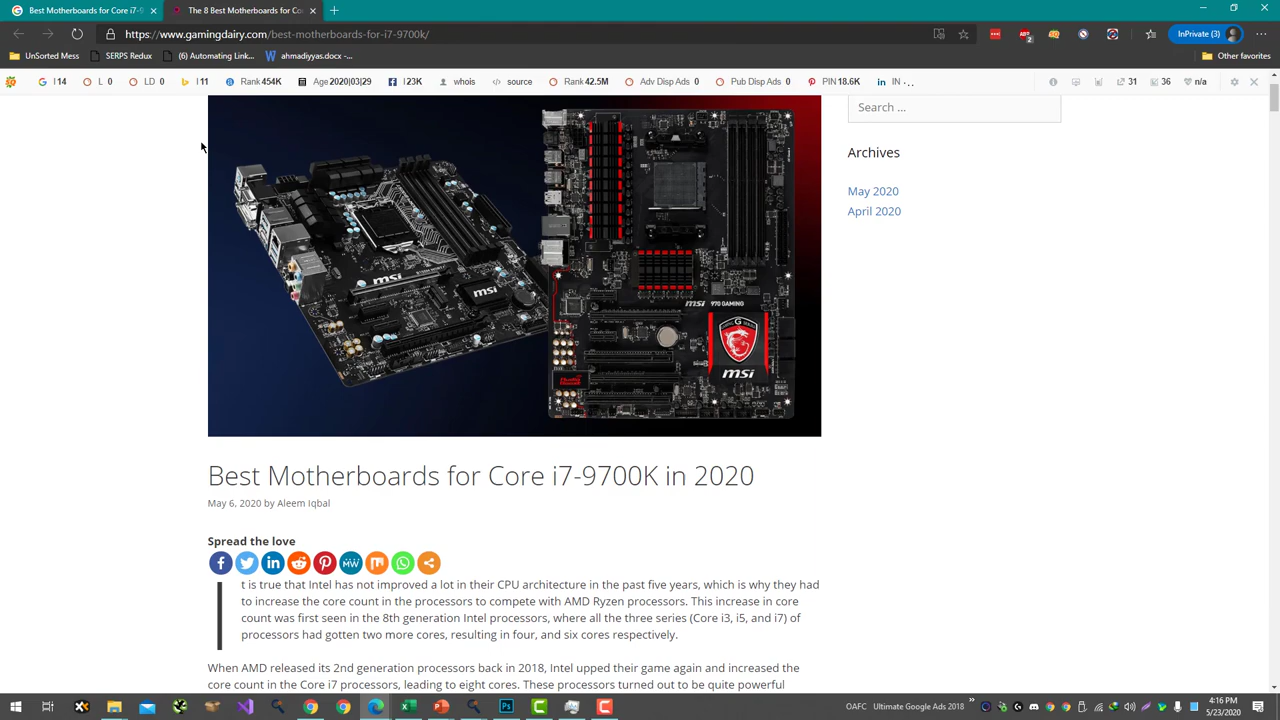 Best Motherboards for Core i7-9
The 8 Best Motherboards for Co
https://www.gamingdairy.com/best-motherboards-for-i7-9700k/
InPrivate (3)
UnSorted Mess
SERPS Redux
(6) Automating Link...
ahmadiyyas.docx -...
Other favorites
I 14
L 0
LD 0
I 11
Rank 454K
Age 2020|03|29
I 23K
whois
source
Rank 42.5M
Adv Disp Ads 0
Pub Disp Ads 0
PIN 18.6K
IN -..
31
36
n/a
Search ...
Archives
May 2020
April 2020
msi
msi
msi 970 GAMING
msi
Best Motherboards for Core i7-9700K in 2020
May 6, 2020 by Aleem Iqbal
Spread the love
It is true that Intel has not improved a lot in their CPU architecture in the past five years, which is why they had
to increase the core count in the processors to compete with AMD Ryzen processors. This increase in core
count was first seen in the 8th generation Intel processors, where all the three series (Core i3, i5, and i7) of
processors had gotten two more cores, resulting in four, and six cores respectively.
When AMD released its 2nd generation processors back in 2018, Intel upped their game again and increased the
core count in the Core i7 processors, leading to eight cores. These processors turned out to be quite powerful
OAFC
Ultimate Google Ads 2018
4:16 PM
5/23/2020